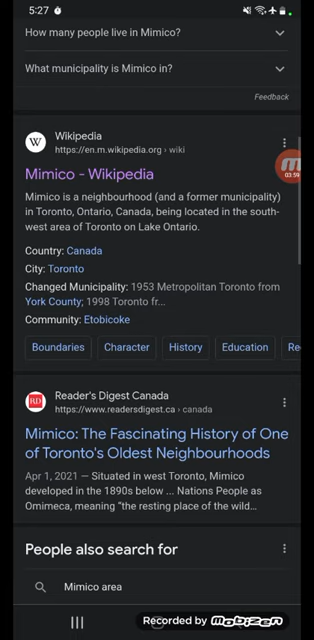 5:27
How many people live in Mimico?
What municipality is Mimico in?
Feedback
W
Wikipedia
https://en.m.wikipedia.org › wiki
Mimico - Wikipedia
03:59
Mimico is a neighbourhood (and a former municipality)
in Toronto, Ontario, Canada, being located in the south-
west area of Toronto on Lake Ontario.
Country: Canada
City: Toronto
Changed Municipality: 1953 Metropolitan Toronto from
York County; 1998 Toronto fr...
Community: Etobicoke
Boundaries Character History Education Re
RD
Reader's Digest Canada
https://www.readersdigest.ca › canada
Mimico: The Fascinating History of One
of Toronto's Oldest Neighbourhoods
Apr 1, 2021 — Situated in west Toronto, Mimico
developed in the 1890s below ... Nations People as
Omimeca, meaning “the resting place of the wild...
People also search for
Mimico area
Recorded by mobizen